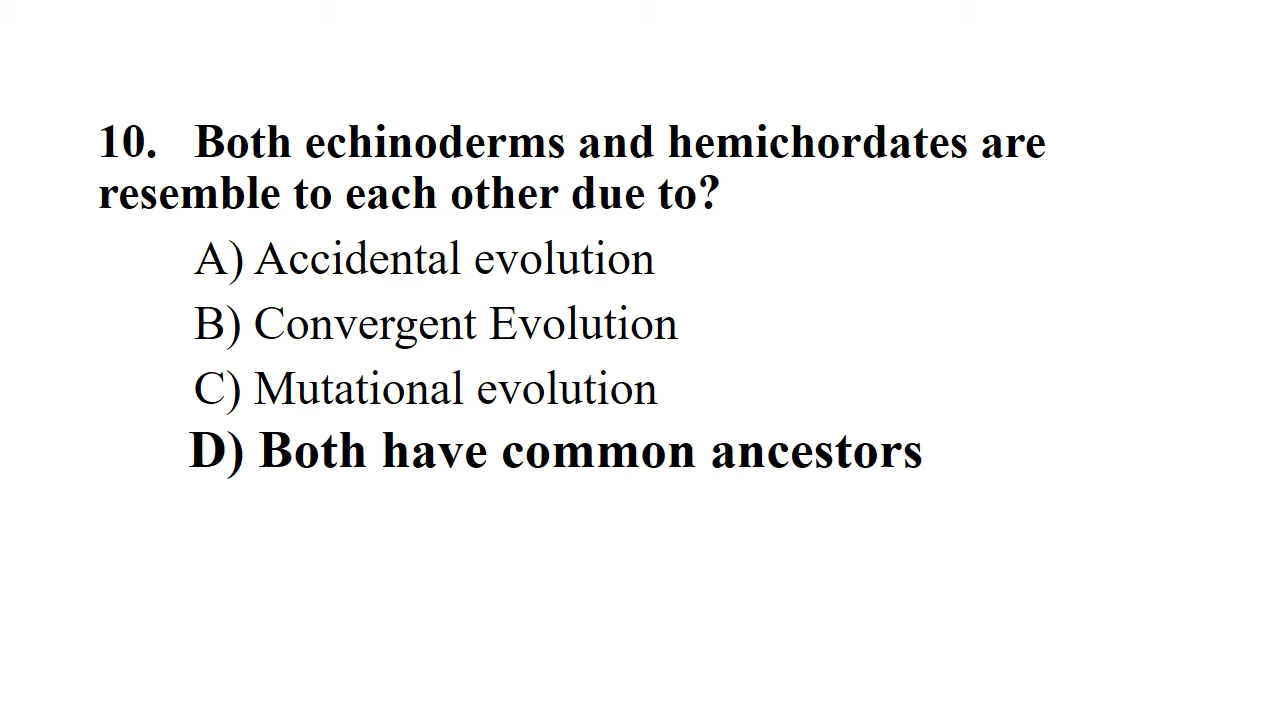 10. Both echinoderms and hemichordates are
resemble to each other due to?
A) Accidental evolution
B) Convergent Evolution
C) Mutational evolution
D) Both have common ancestors